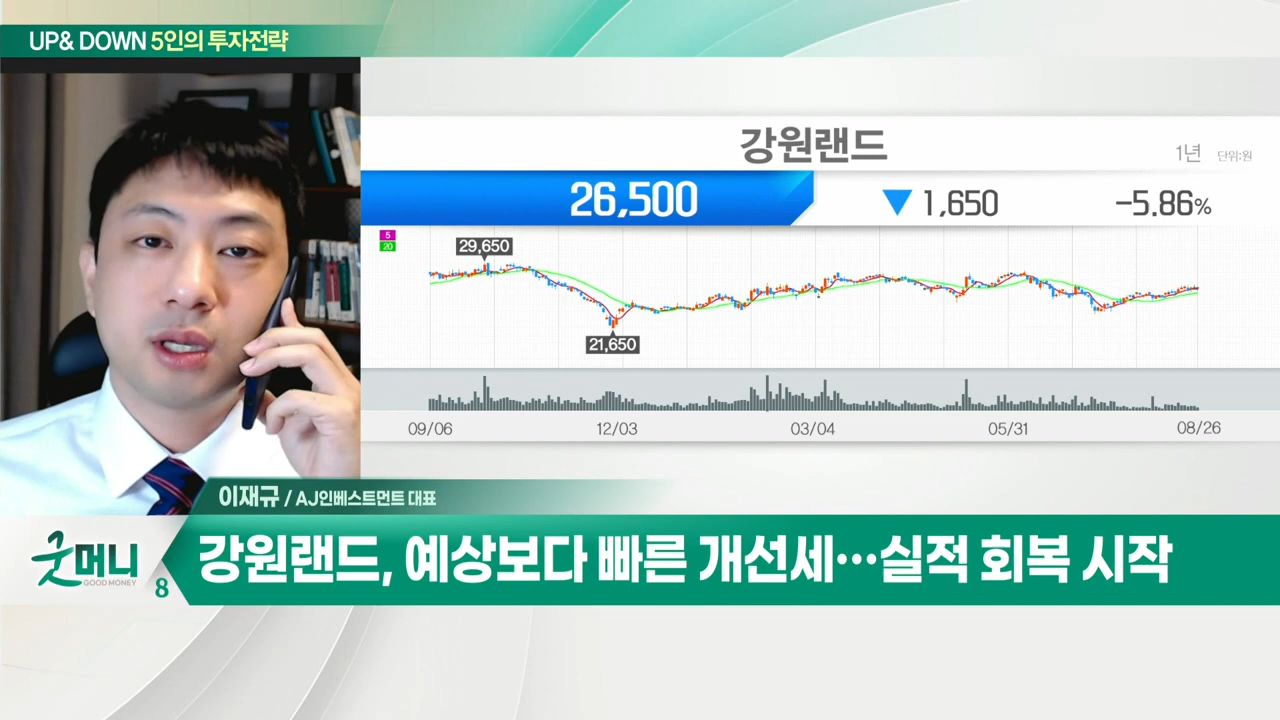 UP& DOWN 5인의 투자전략
강원랜드
1년 단위:원
26,500 ▼ 1,650 -5.86%
5
20
29,650
21,650
09/06 12/03 03/04 05/31 08/26
이재규 / AJ인베스트먼트 대표
굿머니
GOOD MONEY
8
강원랜드, 예상보다 빠른 개선세…실적 회복 시작